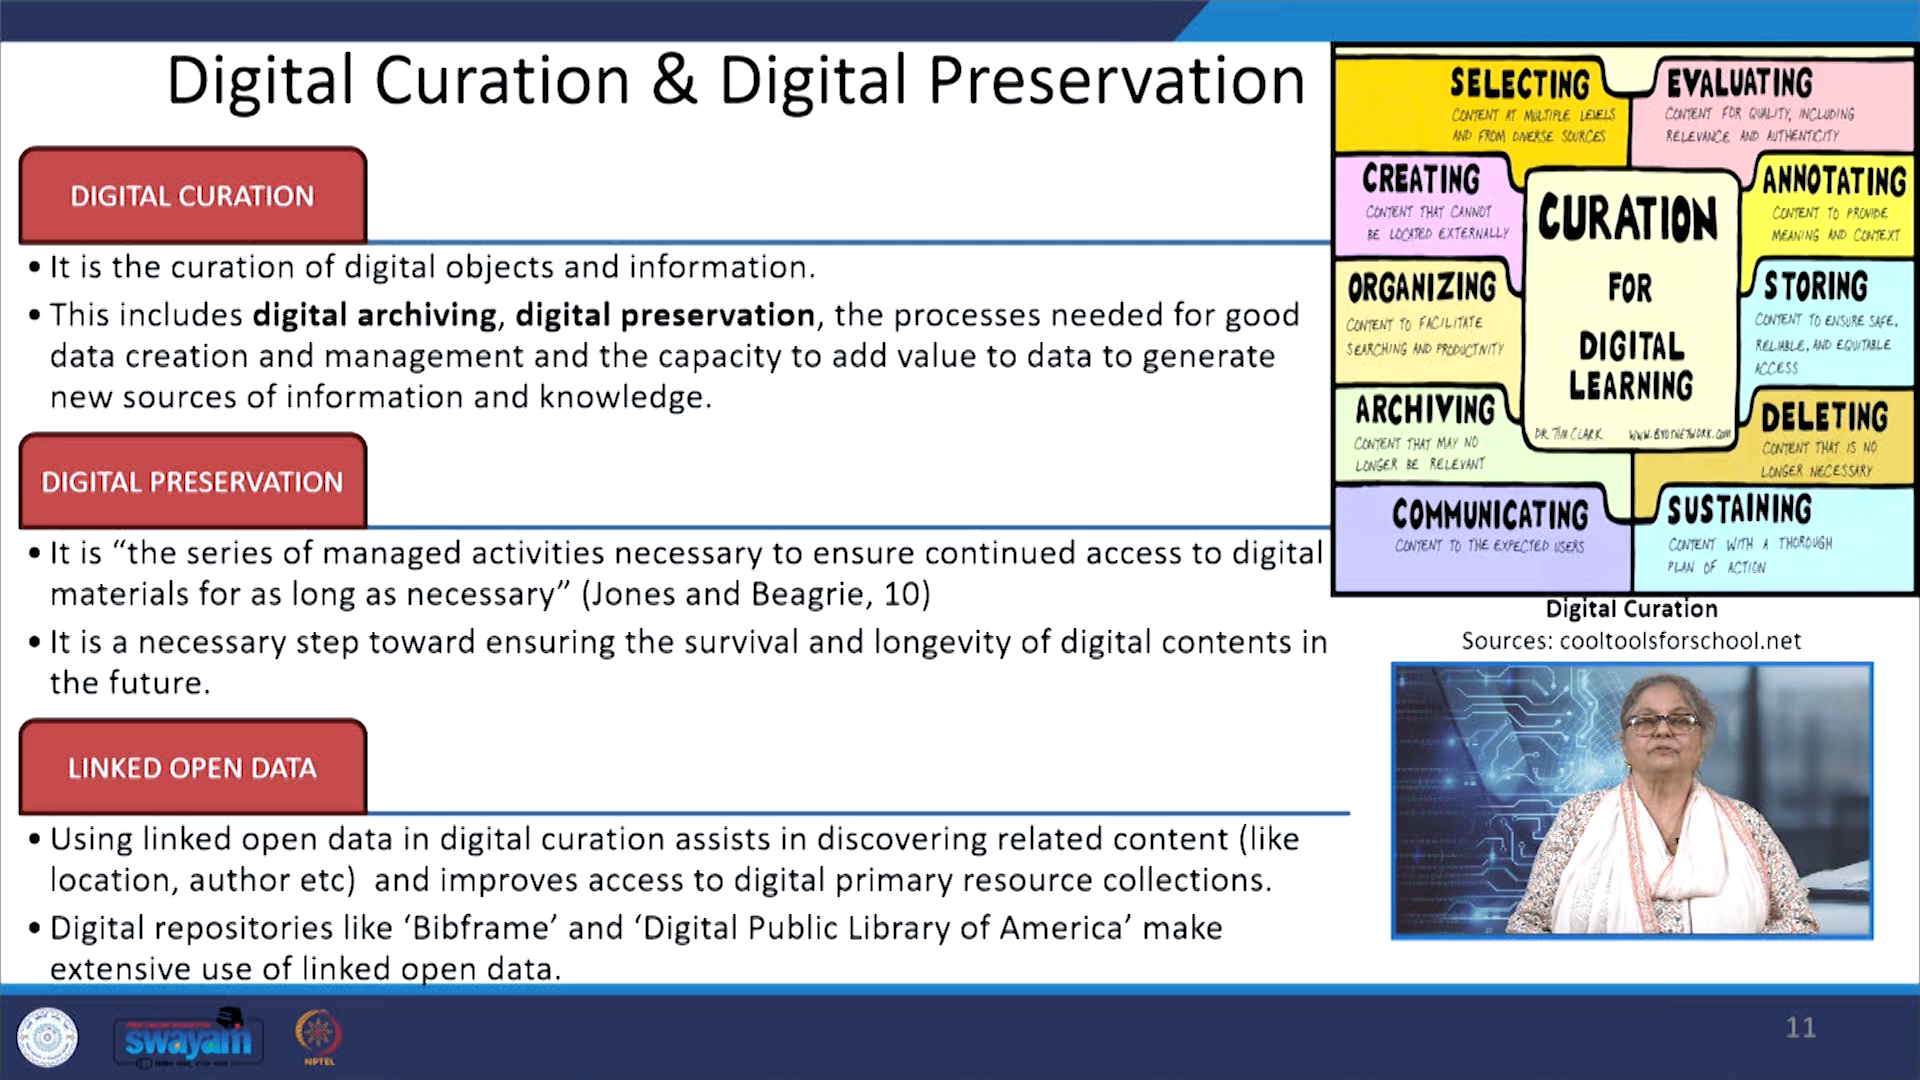 Digital Curation & Digital Preservation
DIGITAL CURATION
• It is the curation of digital objects and information.
• This includes digital archiving, digital preservation, the processes needed for good
data creation and management and the capacity to add value to data to generate
new sources of information and knowledge.
DIGITAL PRESERVATION
• It is “the series of managed activities necessary to ensure continued access to digital
materials for as long as necessary” (Jones and Beagrie, 10)
• It is a necessary step toward ensuring the survival and longevity of digital contents in
the future.
LINKED OPEN DATA
• Using linked open data in digital curation assists in discovering related content (like
location, author etc) and improves access to digital primary resource collections.
• Digital repositories like ‘Bibframe’ and ‘Digital Public Library of America’ make
extensive use of linked open data.
SELECTING
CONTENT AT MULTIPLE LEVELS
AND FROM DIVERSE SOURCES
EVALUATING
CONTENT FOR QUALITY, INCLUDING
RELEVANCE AND AUTHENTICITY
CREATING
CONTENT THAT CANNOT
BE LOCATED EXTERNALLY
ANNOTATING
CONTENT TO PROVIDE
MEANING AND CONTEXT
CURATION
FOR
DIGITAL
LEARNING
DR. TIM CLARK WWW.BYOTNETWORK.COM
ORGANIZING
CONTENT TO FACILITATE
SEARCHING AND PRODUCTIVITY
STORING
CONTENT TO ENSURE SAFE,
RELIABLE, AND EQUITABLE
ACCESS
ARCHIVING
CONTENT THAT MAY NO
LONGER BE RELEVANT
DELETING
CONTENT THAT IS NO
LONGER NECESSARY
COMMUNICATING
CONTENT TO THE EXPECTED USERS
SUSTAINING
CONTENT WITH A THOROUGH
PLAN OF ACTION
Digital Curation
Sources: cooltoolsforschool.net
swayam
NPTEL
11